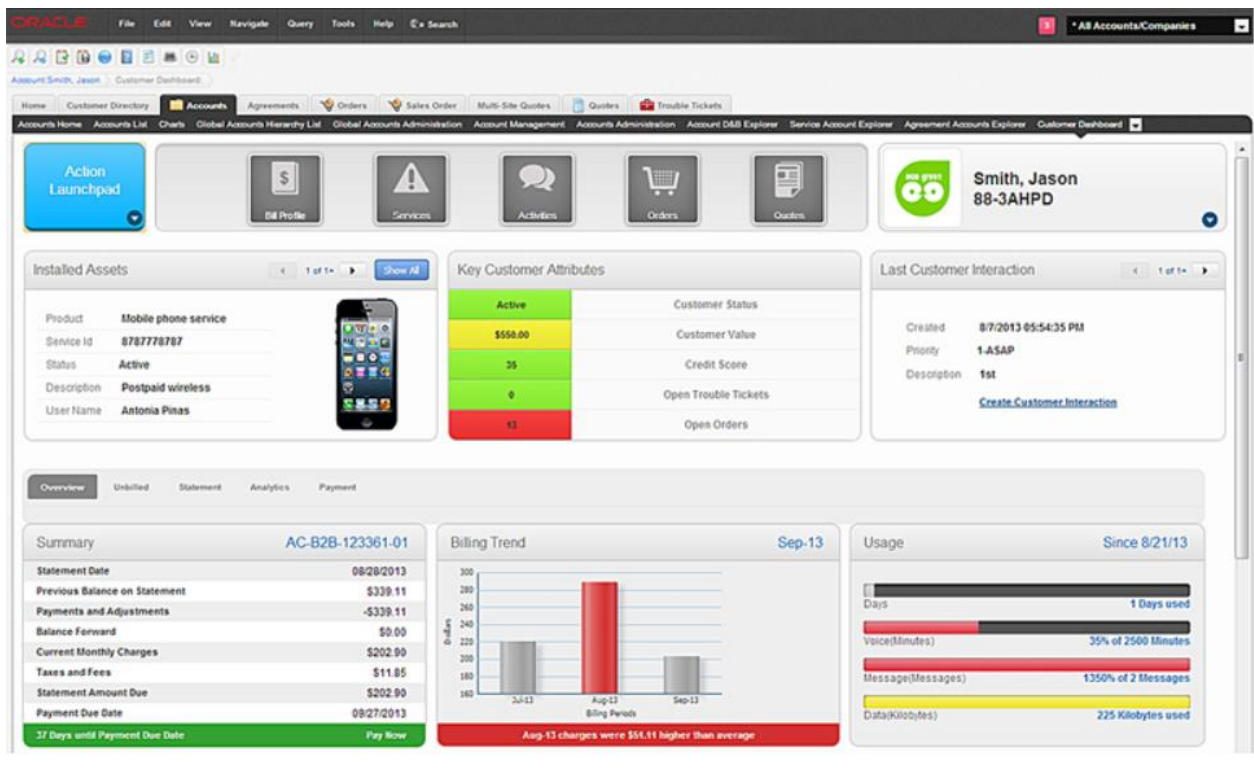 ORACLE File Edit View Navigate Query Tools Help Search 3 * All Accounts/Companies
Account Smith, Jason Customer Dashboard:
Home Customer Directory Accounts Agreements Orders Sales Order Multi-Site Quotes Quotes Trouble Tickets
Accounts Home Accounts List Charts Global Accounts Hierarchy List Global Accounts Administration Account Management Accounts Administration Account D&B Explorer Service Account Explorer Agreement Accounts Explorer Customer Dashboard
Action
Launchpad
Bill Profile Services Activities Orders Quotes
eco green
Smith, Jason
88-3AHPD
Installed Assets 1 of 1+ Show All
Product Mobile phone service
Service Id 8787778787
Status Active
Description Postpaid wireless
User Name Antonia Pinas
Key Customer Attributes
Active Customer Status
$550.00 Customer Value
35 Credit Score
0 Open Trouble Tickets
13 Open Orders
Last Customer Interaction 1 of 1+
Created 8/7/2013 05:54:35 PM
Priority 1-ASAP
Description 1st
Create Customer Interaction
Overview Unbilled Statement Analytics Payment
Summary AC-B2B-123361-01
Statement Date 08/28/2013
Previous Balance on Statement $339.11
Payments and Adjustments -$339.11
Balance Forward $0.00
Current Monthly Charges $202.90
Taxes and Fees $11.85
Statement Amount Due $202.90
Payment Due Date 09/27/2013
37 Days until Payment Due Date Pay Now
Billing Trend Sep-13
300
280
260
240
220
200
180
160
Dollars
Jul-13 Aug-13 Sep-13
Billing Periods
Aug-13 charges were $51.11 higher than average
Usage Since 8/21/13
Days 1 Days used
Voice(Minutes) 35% of 2500 Minutes
Message(Messages) 1350% of 2 Messages
Data(Kilobytes) 225 Kilobytes used